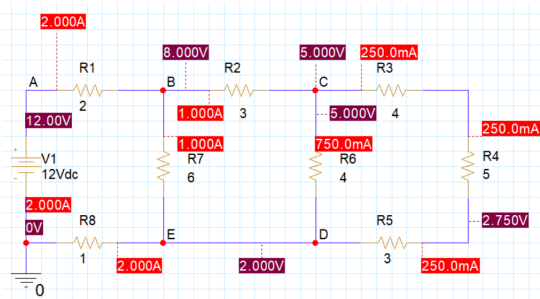 2.000A
8.000V
5.000V
250.0mA
A
R1
B
R2
C
R3
2
1.000A
3
5.000V
4
12.00V
250.0mA
1.000A
750.0mA
V1
R7
R6
R4
12Vdc
6
4
5
2.000A
0V
R8
E
D
R5
2.750V
1
2.000A
2.000V
3
250.0mA
0